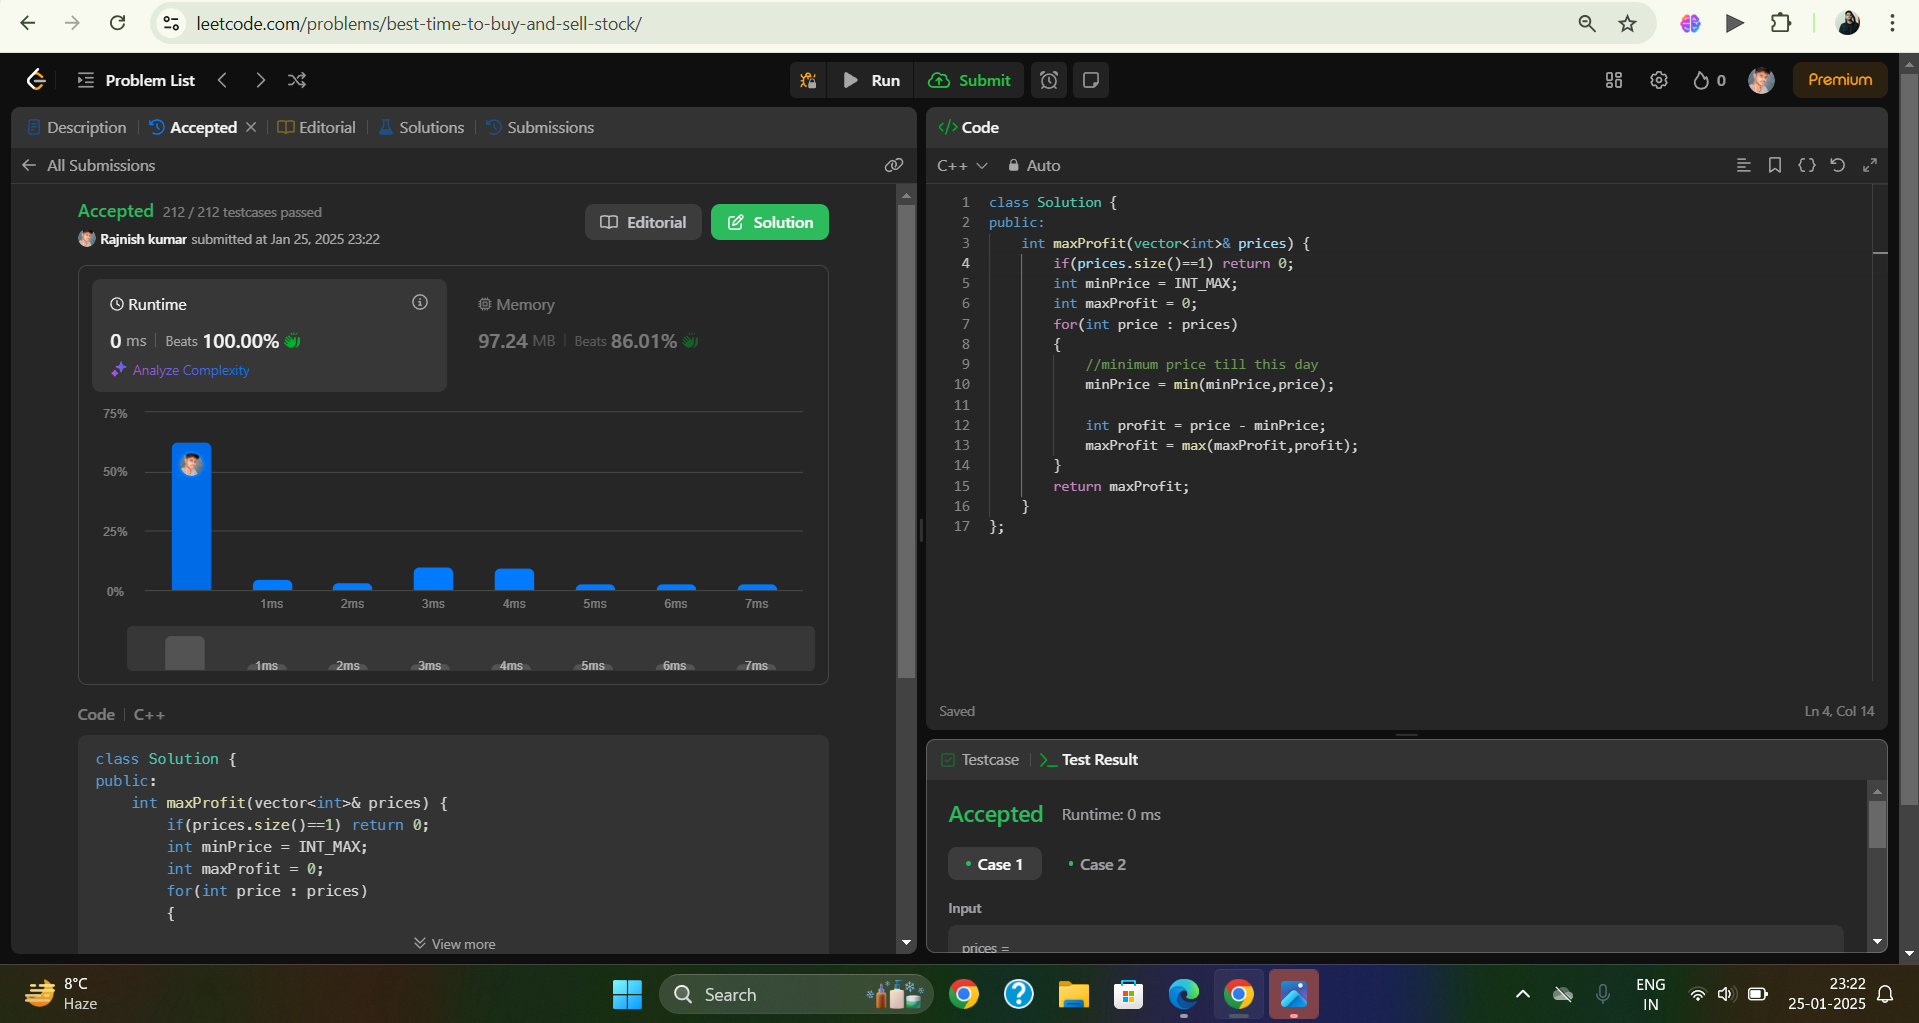 leetcode.com/problems/best-time-to-buy-and-sell-stock/
Problem List
Run
Submit
0
Premium
Description
Accepted
Editorial
Solutions
Submissions
All Submissions
Accepted 212 / 212 testcases passed
Rajnish kumar submitted at Jan 25, 2025 23:22
Editorial
Solution
Runtime
0 ms Beats 100.00%
Analyze Complexity
Memory
97.24 MB Beats 86.01%
75%
50%
25%
0%
1ms 2ms 3ms 4ms 5ms 6ms 7ms
1ms 2ms 3ms 4ms 5ms 6ms 7ms
Code C++
class Solution {
public:
    int maxProfit(vector<int>& prices) {
        if(prices.size()==1) return 0;
        int minPrice = INT_MAX;
        int maxProfit = 0;
        for(int price : prices)
        {
View more
</> Code
C++ Auto
1 class Solution {
2 public:
3     int maxProfit(vector<int>& prices) {
4         if(prices.size()==1) return 0;
5         int minPrice = INT_MAX;
6         int maxProfit = 0;
7         for(int price : prices)
8         {
9             //minimum price till this day
10             minPrice = min(minPrice,price);
11
12             int profit = price - minPrice;
13             maxProfit = max(maxProfit,profit);
14         }
15         return maxProfit;
16     }
17 };
Saved
Ln 4, Col 14
Testcase
Test Result
Accepted Runtime: 0 ms
Case 1
Case 2
Input
prices =
8°C
Haze
Search
ENG
IN
23:22
25-01-2025